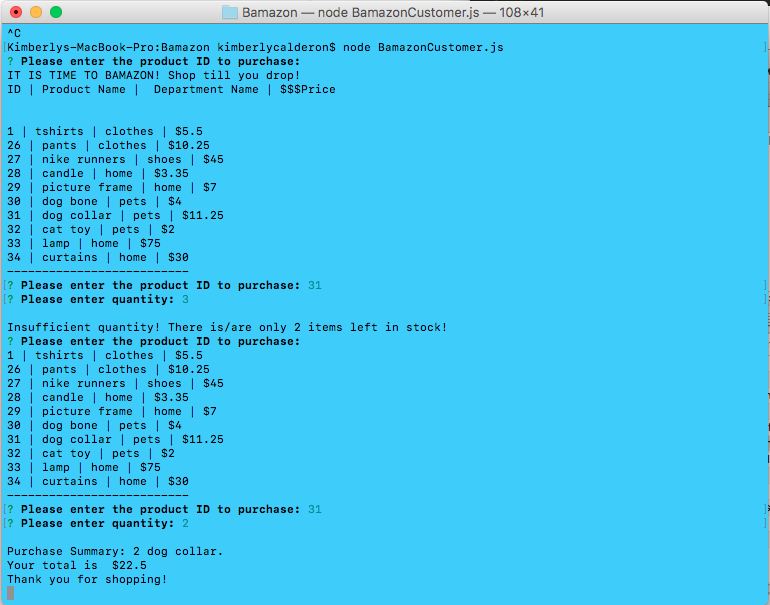 Bamazon — node BamazonCustomer.js — 108×41
^C
[Kimberlys-MacBook-Pro:Bamazon kimberlycalderon$ node BamazonCustomer.js ]
? Please enter the product ID to purchase:
IT IS TIME TO BAMAZON! Shop till you drop!
ID | Product Name |  Department Name | $$$Price
1 | tshirts | clothes | $5.5
26 | pants | clothes | $10.25
27 | nike runners | shoes | $45
28 | candle | home | $3.35
29 | picture frame | home | $7
30 | dog bone | pets | $4
31 | dog collar | pets | $11.25
32 | cat toy | pets | $2
33 | lamp | home | $75
34 | curtains | home | $30
--------------------------
[? Please enter the product ID to purchase: 31 ]
[? Please enter quantity: 3 ]
Insufficient quantity! There is/are only 2 items left in stock!
? Please enter the product ID to purchase:
1 | tshirts | clothes | $5.5
26 | pants | clothes | $10.25
27 | nike runners | shoes | $45
28 | candle | home | $3.35
29 | picture frame | home | $7
30 | dog bone | pets | $4
31 | dog collar | pets | $11.25
32 | cat toy | pets | $2
33 | lamp | home | $75
34 | curtains | home | $30
--------------------------
[? Please enter the product ID to purchase: 31 ]
[? Please enter quantity: 2 ]
Purchase Summary: 2 dog collar.
Your total is  $22.5
Thank you for shopping!